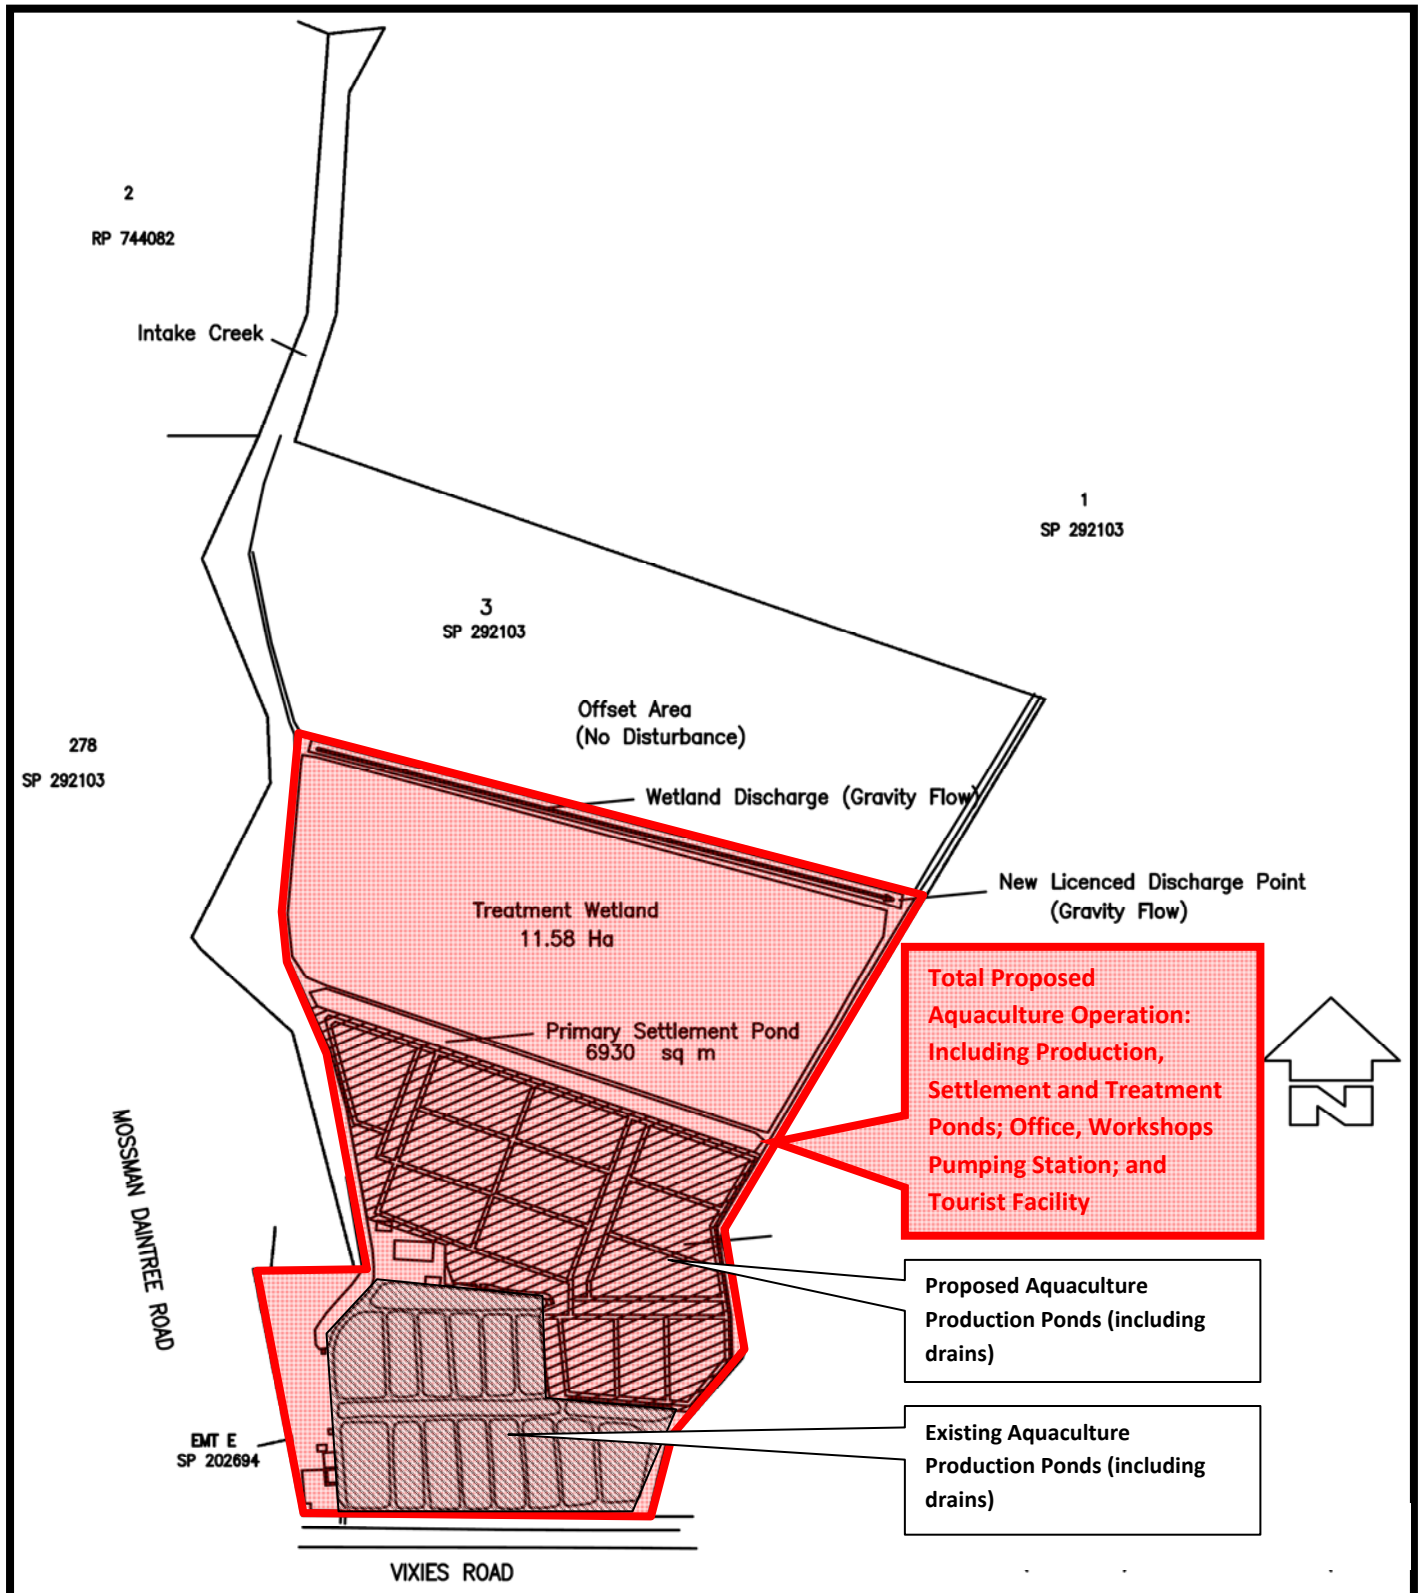 2
RP 744082
Intake Creek
1
SP 292103
3
SP 292103
Offset Area
(No Disturbance)
278
SP 292103
Wetland Discharge (Gravity Flow)
New Licenced Discharge Point
(Gravity Flow)
Treatment Wetland
11.58 Ha
Total Proposed
Aquaculture Operation:
Including Production,
Settlement and Treatment
Ponds; Office, Workshops
Pumping Station; and
Tourist Facility
Primary Settlement Pond
6930 sq m
N
MOSSMAN DAINTREE ROAD
Proposed Aquaculture
Production Ponds (including
drains)
Existing Aquaculture
Production Ponds (including
drains)
EMT E
SP 202694
VIXIES ROAD